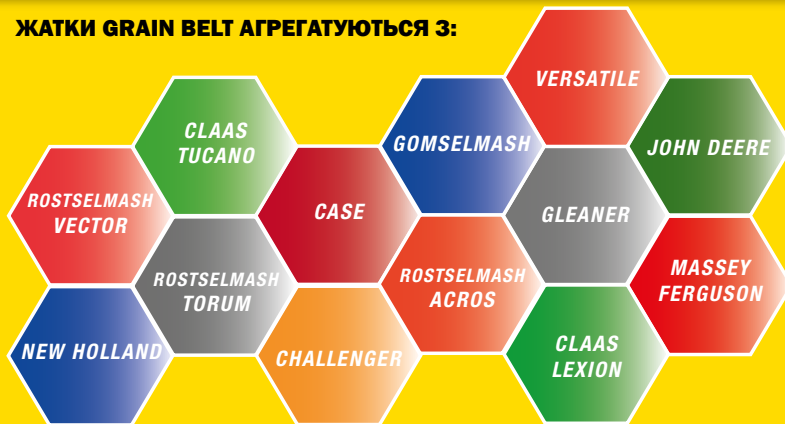 ЖАТКИ GRAIN BELT АГРЕГАТУЮТЬСЯ З:
VERSATILE
CLAAS
TUCANO
GOMSELMASH
JOHN DEERE
ROSTSELMASH
VECTOR
CASE
GLEANER
ROSTSELMASH
TORUM
ROSTSELMASH
ACROS
MASSEY
FERGUSON
NEW HOLLAND
CHALLENGER
CLAAS
LEXION